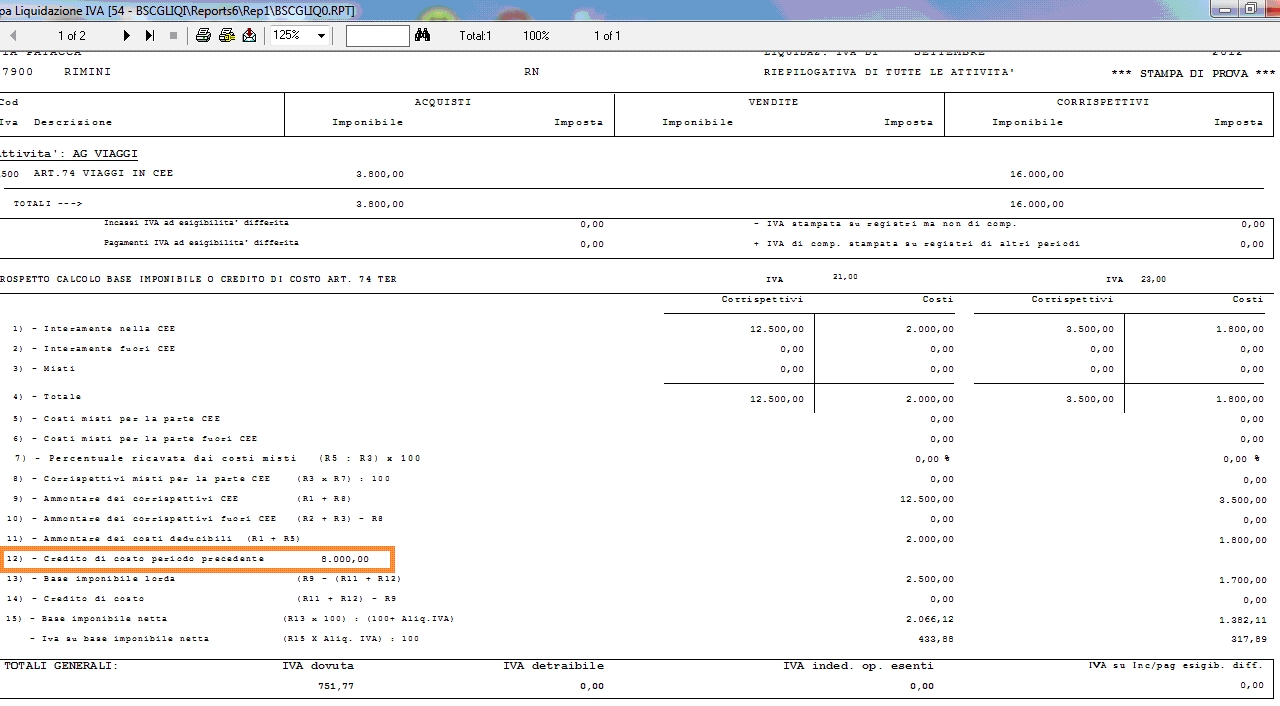 pa Liquidazione IVA [54 - BSCGLIQI\Reports6\Rep1\BSCGLIQ0.RPT]
1 of 2 125% Total:1 100% 1 of 1
IA PATACCA LIQUIDAZ. IVA DI SETTEMBRE 2012
7900 RIMINI RN RIEPILOGATIVA DI TUTTE LE ATTIVITA' *** STAMPA DI PROVA ***
Cod ACQUISTI VENDITE CORRISPETTIVI
Iva Descrizione Imponibile Imposta Imponibile Imposta Imponibile Imposta
ttivita': AG VIAGGI
500 ART.74 VIAGGI IN CEE 3.800,00 16.000,00
TOTALI ---> 3.800,00 16.000,00
Incassi IVA ad esigibilita' differita 0,00 - IVA stampata su registri ma non di comp. 0,00
Pagamenti IVA ad esigibilita' differita 0,00 + IVA di comp. stampata su registri di altri periodi 0,00
ROSPETTO CALCOLO BASE IMPONIBILE O CREDITO DI COSTO ART. 74 TER IVA 21,00 IVA 23,00
Corrispettivi Costi Corrispettivi Costi
1) - Interamente nella CEE 12.500,00 2.000,00 3.500,00 1.800,00
2) - Interamente fuori CEE 0,00 0,00 0,00 0,00
3) - Misti 0,00 0,00 0,00 0,00
4) - Totale 12.500,00 2.000,00 3.500,00 1.800,00
5) - Costi misti per la parte CEE 0,00 0,00
6) - Costi misti per la parte fuori CEE 0,00 0,00
7) - Percentuale ricavata dai costi misti (R5 : R3) x 100 0,00 % 0,00 %
8) - Corrispettivi misti per la parte CEE (R3 x R7) : 100 0,00 0,00
9) - Ammontare dei corrispettivi CEE (R1 + R8) 12.500,00 3.500,00
10) - Ammontare dei corrispettivi fuori CEE (R2 + R3) - R8 0,00 0,00
11) - Ammontare dei costi deducibili (R1 + R5) 2.000,00 1.800,00
12) - Credito di costo periodo precedente 8.000,00
13) - Base imponibile lorda (R9 - (R11 + R12) 2.500,00 1.700,00
14) - Credito di costo (R11 + R12) - R9 0,00 0,00
15) - Base imponibile netta (R13 x 100) : (100+ Aliq.IVA) 2.066,12 1.382,11
- Iva su base imponibile netta (R15 X Aliq. IVA) : 100 433,88 317,89
TOTALI GENERALI: IVA dovuta IVA detraibile IVA inded. op. esenti IVA su Inc/pag esigib. diff.
751,77 0,00 0,00 0,00